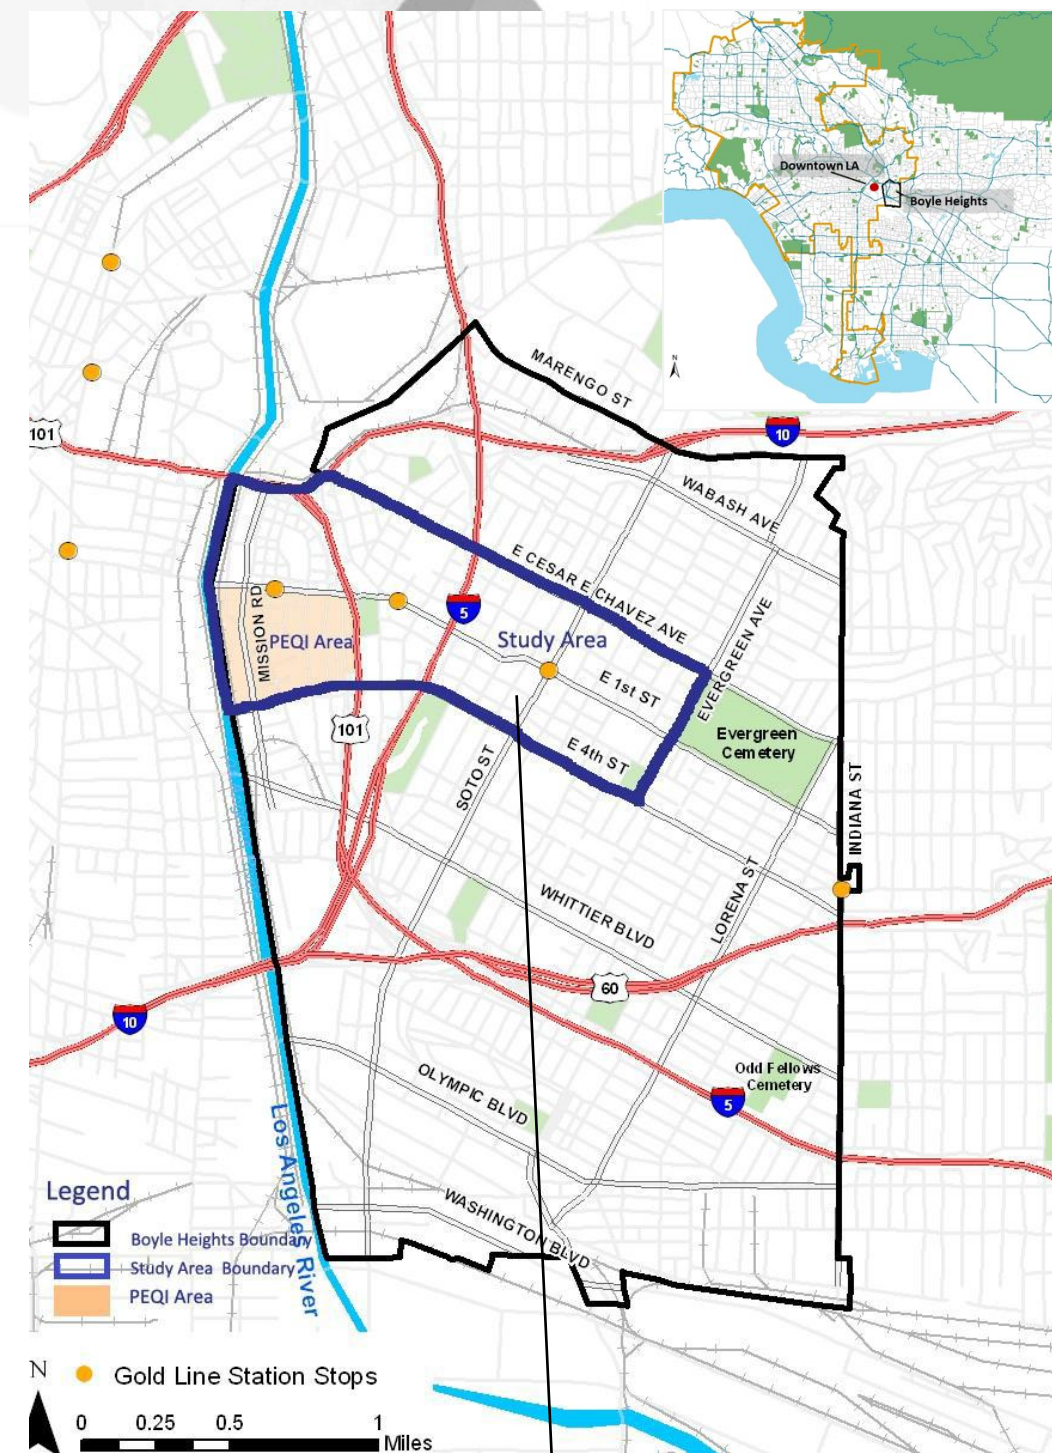 Downtown LA
Boyle Heights
N
MARENGO ST
10
101
WABASH AVE
E CESAR E CHAVEZ AVE
5
MISSION RD
PEQI Area
Study Area
EVERGREEN AVE
E 1st ST
101
Evergreen
Cemetery
E 4th ST
SOTO ST
INDIANA ST
LORENA ST
WHITTIER BLVD
60
10
Odd Fellows
Cemetery
OLYMPIC BLVD
5
Los Angeles River
WASHINGTON BLVD
Legend
Boyle Heights Boundary
Study Area Boundary
PEQI Area
N
Gold Line Station Stops
0 0.25 0.5 1
Miles